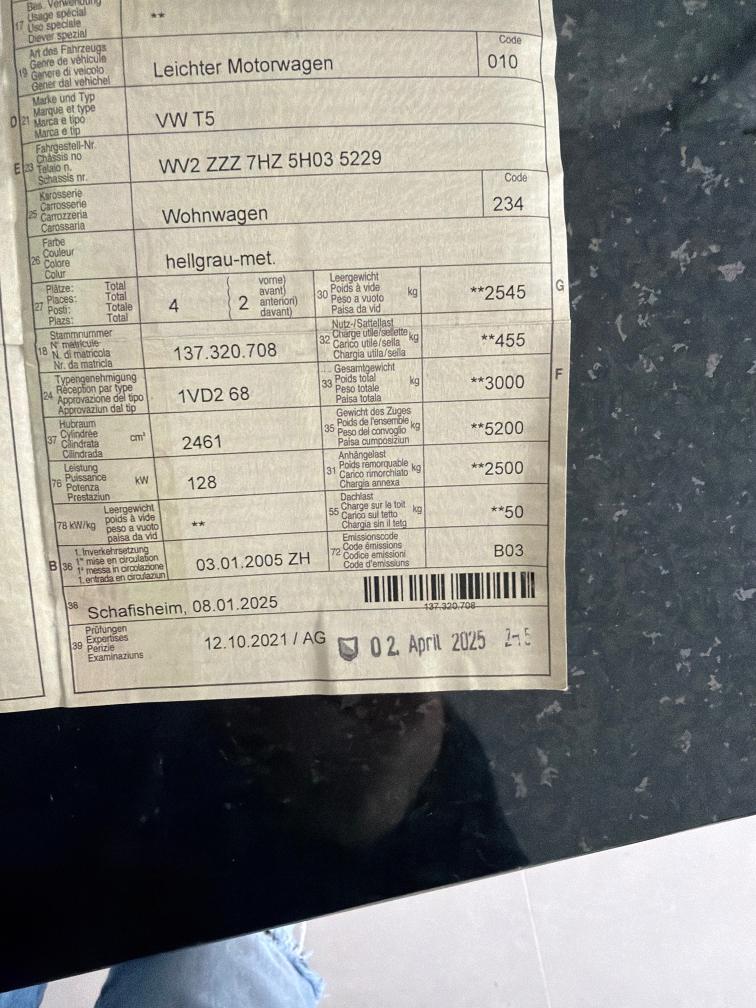 Bes. Verwendung
17 Usage spécial
Uso speciale
Diever spezial
**
Art des Fahrzeugs
Genre de véhicule
19 Genere di veicolo
Gener dal vehichel
Leichter Motorwagen
Code
010
Marke und Typ
Marque et type
D 21 Marca e tipo
Marca e tip
VW T5
Fahrgestell-Nr.
Châssis no
E 23 Telaio n.
Schassis nr.
WV2 ZZZ 7HZ 5H03 5229
Karosserie
Carrosserie
25 Carrozzeria
Carossaria
Wohnwagen
Code
234
Farbe
Couleur
26 Colore
Colur
hellgrau-met.
Plätze: Total
Places: Total
27 Posti: Totale
Plazs: Total
4
2
vorne)
avant)
anteriori)
davant)
Leergewicht
30 Poids à vide kg
Peso a vuoto
Paisa da vid
**2545
G
Stammnummer
N° matricule
18 N. di matricola
Nr. da matricla
137.320.708
Nutz-/Sattellast
32 Charge utile/sellette kg
Carico utile/sella
Chargia utila/sella
**455
Typengenehmigung
Réception par type
24 Approvazione del tipo
Approvaziun dal tip
1VD2 68
Gesamtgewicht
33 Poids total kg
Peso totale
Paisa totala
**3000
F
Hubraum
37 Cylindrée cm³
Cilindrata
Cilindrada
2461
Gewicht des Zuges
35 Poids de l'ensemble kg
Peso del convoglio
Paisa cumposiziun
**5200
Leistung
76 Puissance kW
Potenza
Prestaziun
128
Anhängelast
31 Poids remorquable kg
Carico rimorchiato
Chargia annexa
**2500
Leergewicht
78 kW/kg poids à vide
peso a vuoto
paisa da vid
**
Dachlast
55 Charge sur le toit kg
Carico sul tetto
Chargia sin il tetg
**50
1. Inverkehrsetzung
B 36 1re mise en circulation
1a messa in circolazione
1. entrada en circulaziun
03.01.2005 ZH
Emissionscode
72 Code émissions
Codice emissioni
Code d'emissiuns
B03
38 Schafisheim, 08.01.2025
137.320.708
Prüfungen
39 Expertises
Perizie
Examinaziuns
12.10.2021 / AG
02. April 2025